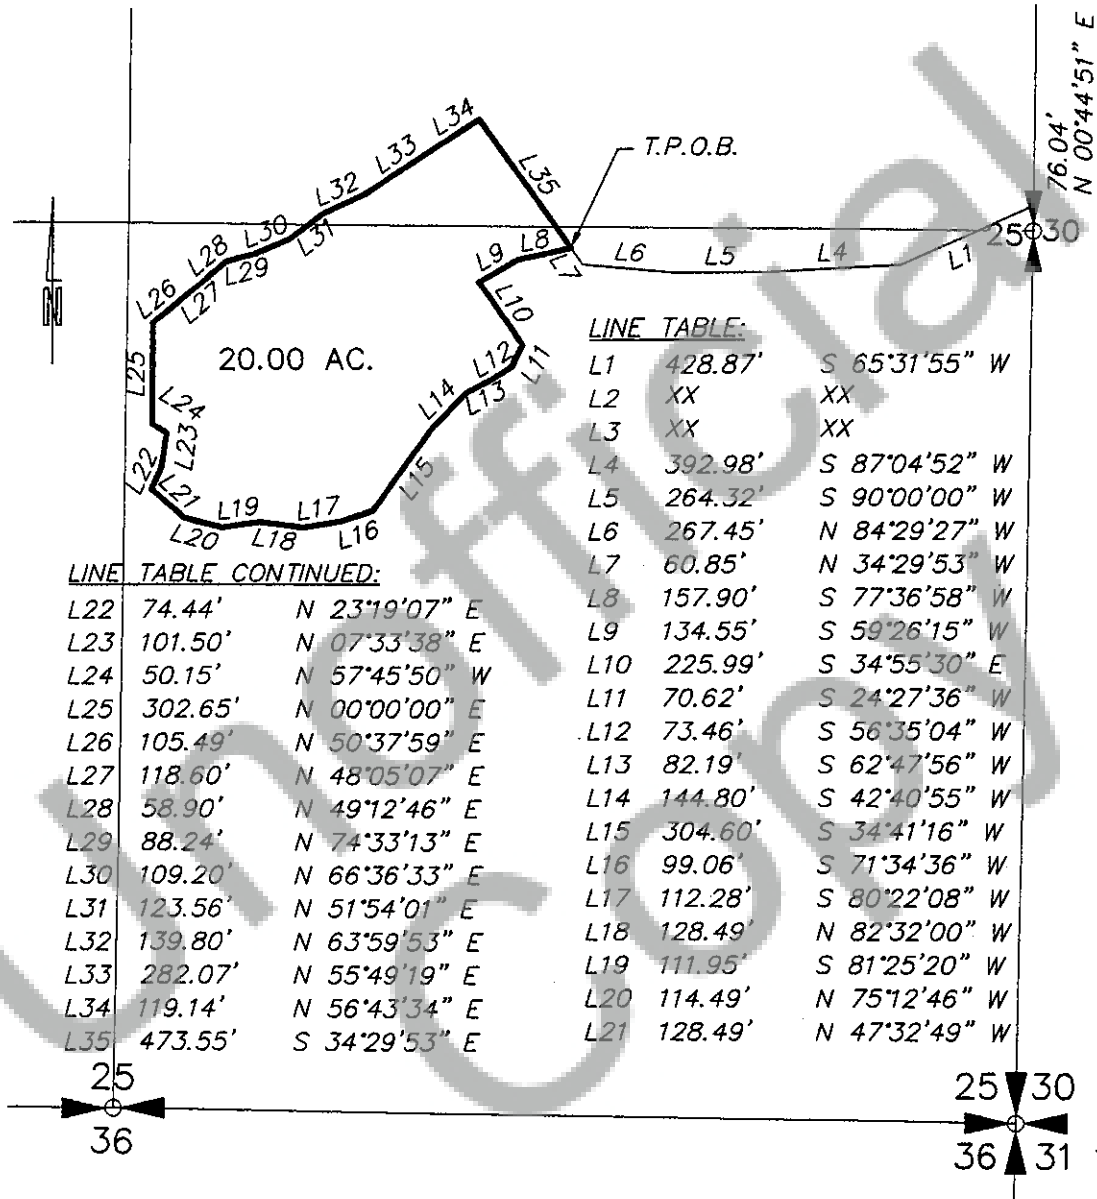 76.04'
N 00°44'51" E
T.P.O.B.
L34
L33
L35
L32
L31
L30
L28
L29
L27
L26
L9
L8
L7
L6
L5
L4
L1
25 30
N
L10
L11
L12
L13
L14
L15
L25
20.00 AC.
L24
L23
L22
L21
L20
L19
L18
L17
L16
LINE TABLE:
L1 428.87' S 65°31'55" W
L2 XX XX
L3 XX XX
L4 392.98' S 87°04'52" W
L5 264.32' S 90°00'00" W
L6 267.45' N 84°29'27" W
L7 60.85' N 34°29'53" W
L8 157.90' S 77°36'58" W
L9 134.55' S 59°26'15" W
L10 225.99' S 34°55'30" E
L11 70.62' S 24°27'36" W
L12 73.46' S 56°35'04" W
L13 82.19' S 62°47'56" W
L14 144.80' S 42°40'55" W
L15 304.60' S 34°41'16" W
L16 99.06' S 71°34'36" W
L17 112.28' S 80°22'08" W
L18 128.49' N 82°32'00" W
L19 111.95' S 81°25'20" W
L20 114.49' N 75°12'46" W
L21 128.49' N 47°32'49" W
LINE TABLE CONTINUED:
L22 74.44' N 23°19'07" E
L23 101.50' N 07°33'38" E
L24 50.15' N 57°45'50" W
L25 302.65' N 00°00'00" E
L26 105.49' N 50°37'59" E
L27 118.60' N 48°05'07" E
L28 58.90' N 49°12'46" E
L29 88.24' N 74°33'13" E
L30 109.20' N 66°36'33" E
L31 123.56' N 51°54'01" E
L32 139.80' N 63°59'53" E
L33 282.07' N 55°49'19" E
L34 119.14' N 56°43'34" E
L35 473.55' S 34°29'53" E
25
36
25 30
36 31
Unofficial
Copy